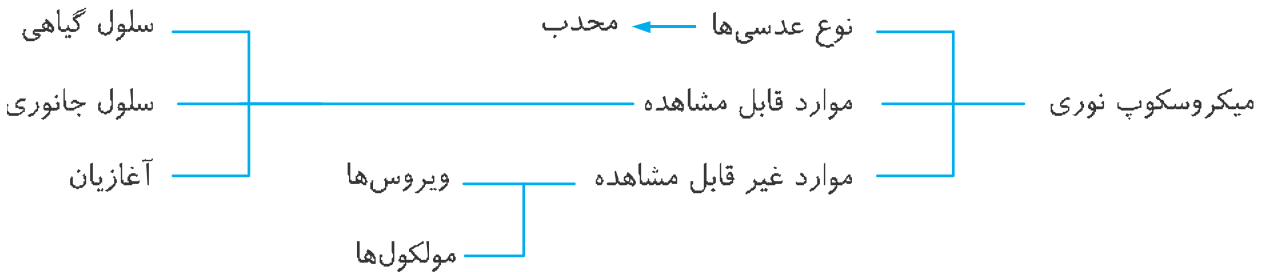 سلول گیاهی
محدب
نوع عدسی‌ها
سلول جانوری
موارد قابل مشاهده
میکروسکوپ نوری
آغازیان
ویروس‌ها
موارد غیر قابل مشاهده
مولکول‌ها